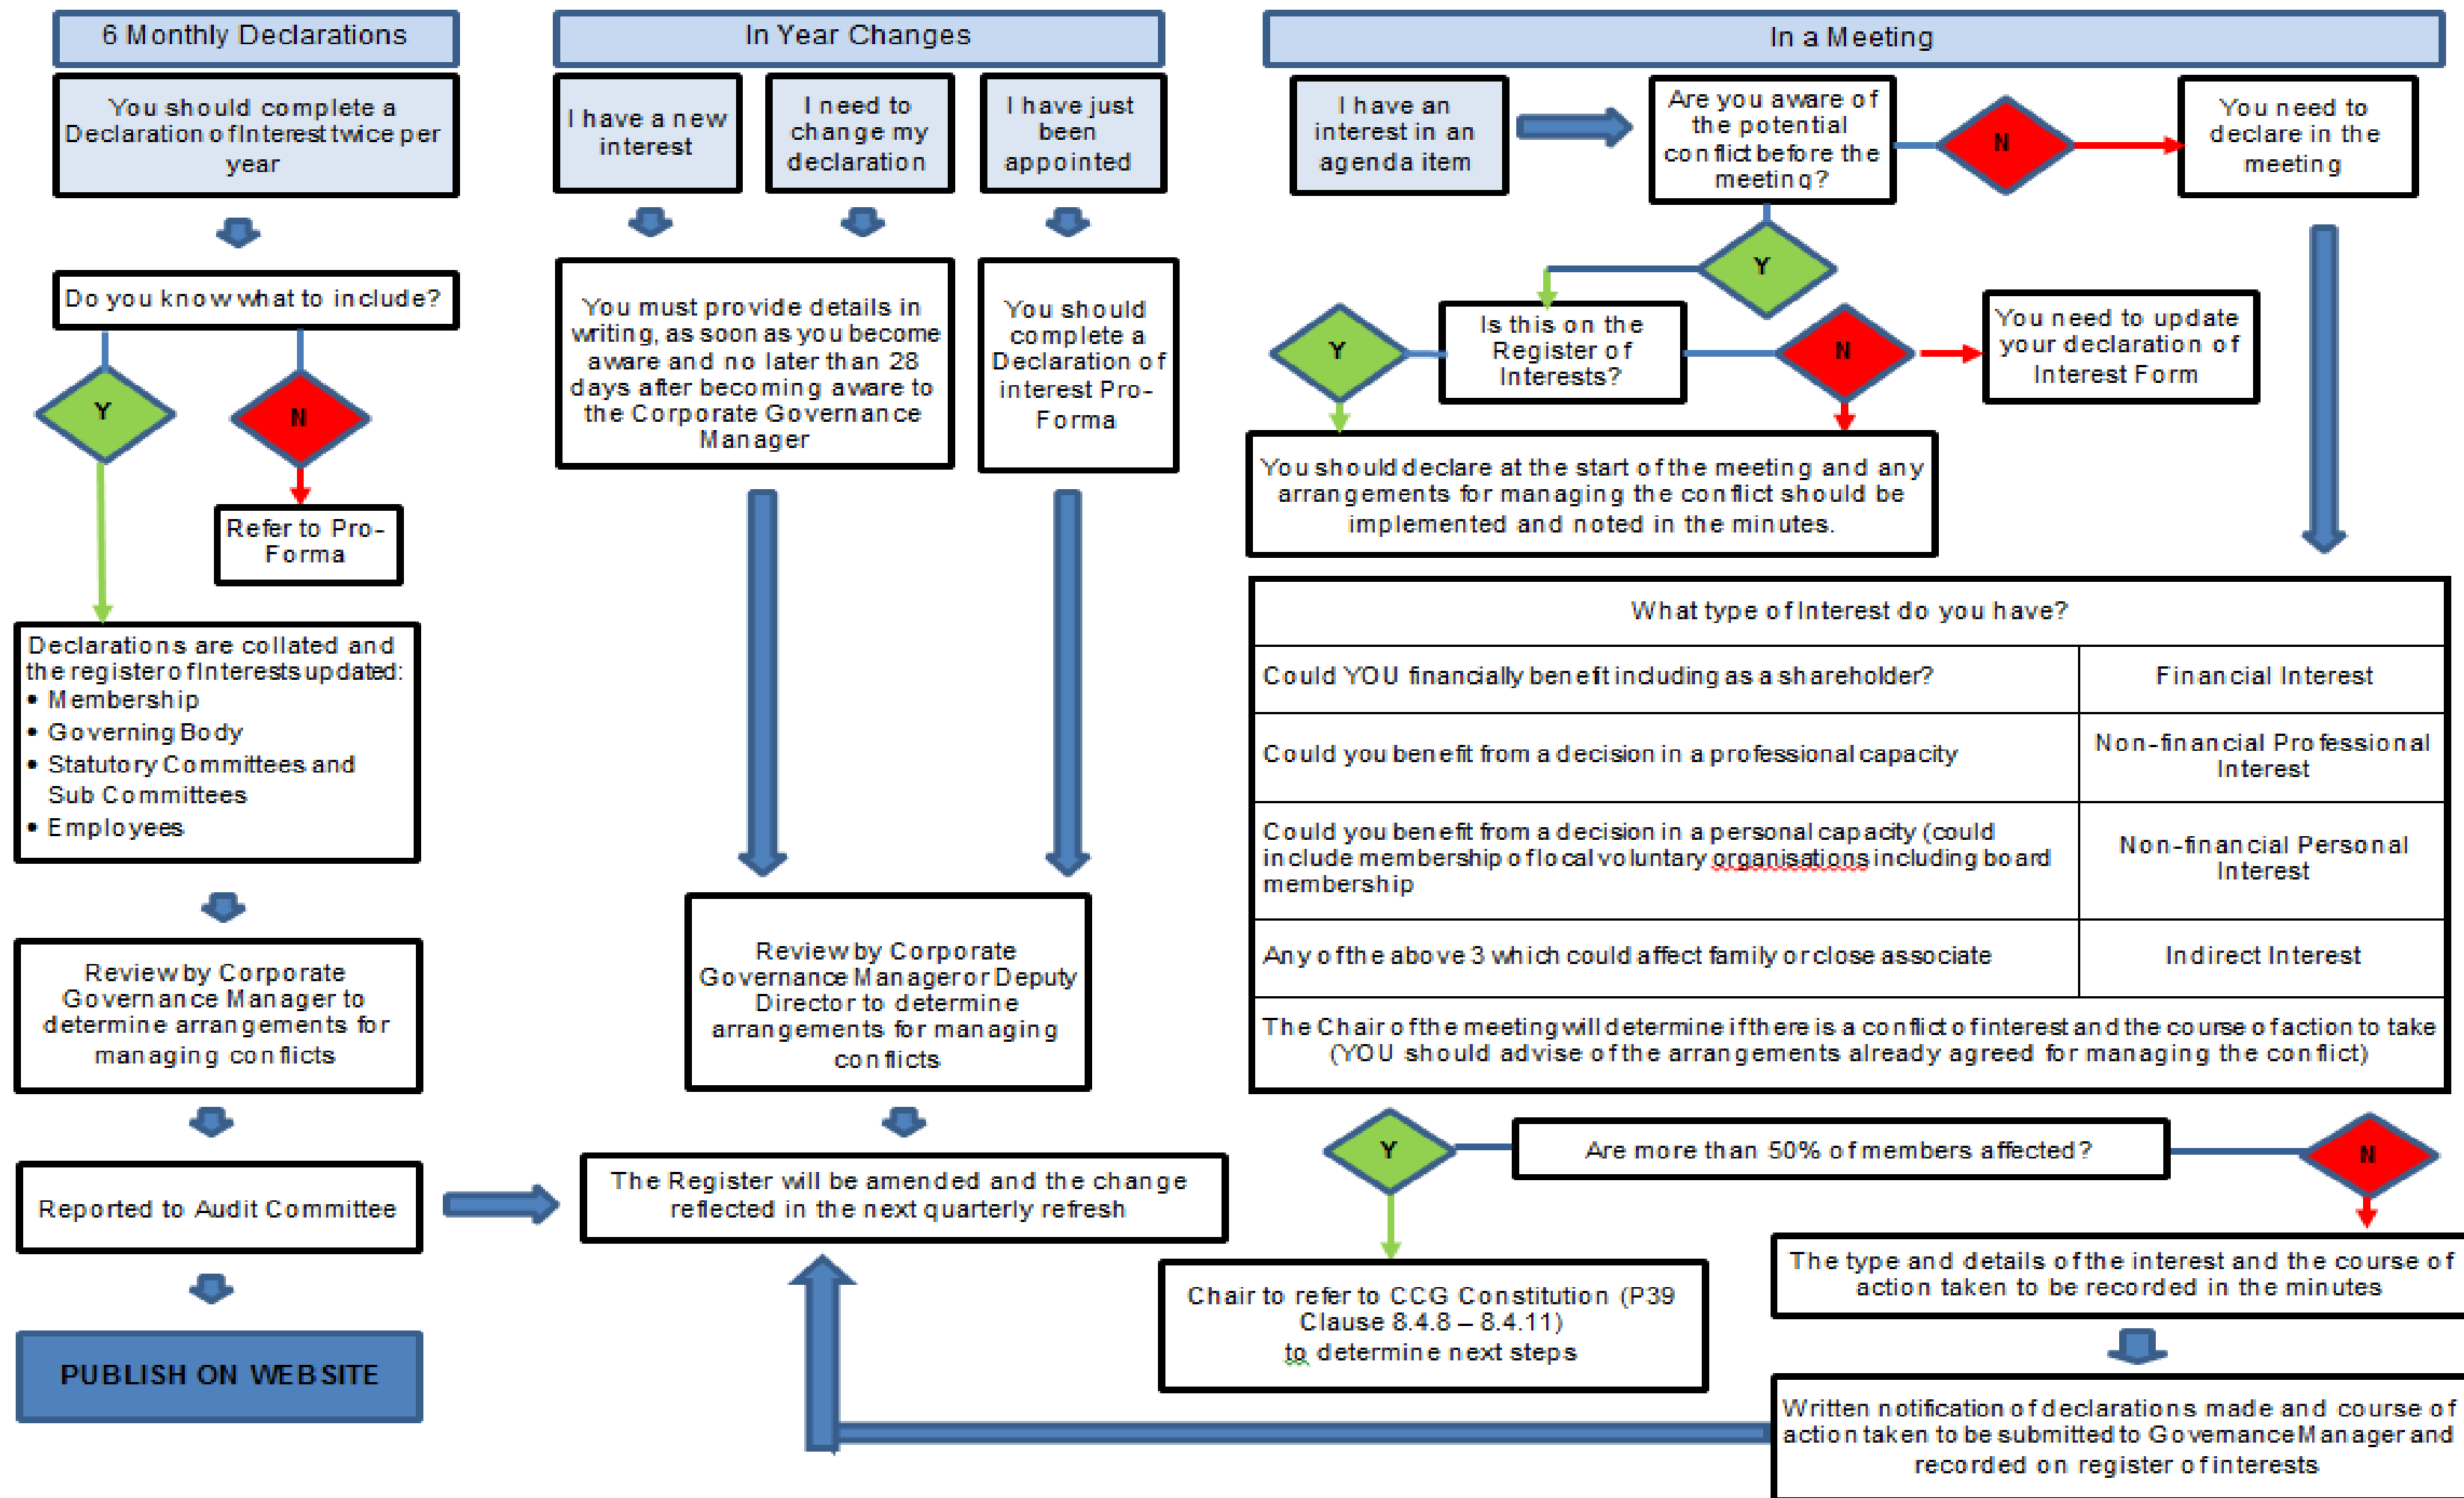 6 Monthly Declarations
You should complete a
Declaration of Interest twice per
year
Do you know what to include?
Y
N
Refer to Pro-
Forma
Declarations are collated and
the register of Interests updated:
• Membership
• Governing Body
• Statutory Committees and
Sub Committees
• Employees
Review by Corporate
Governance Manager to
determine arrangements for
managing conflicts
Reported to Audit Committee
PUBLISH ON WEBSITE
In Year Changes
I have a new
interest
I need to
change my
declaration
I have just
been
appointed
You must provide details in
writing, as soon as you become
aware and no later than 28
days after becoming aware to
the Corporate Governance
Manager
You should
complete a
Declaration of
interest Pro-
Forma
Review by Corporate
Governance Manager or Deputy
Director to determine
arrangements for managing
conflicts
The Register will be amended and the change
reflected in the next quarterly refresh
In a Meeting
I have an
interest in an
agenda item
Are you aware of
the potential
conflict before the
meeting?
N
You need to
declare in the
meeting
Y
Y
Is this on the
Register of
Interests?
N
You need to update
your declaration of
Interest Form
You should declare at the start of the meeting and any
arrangements for managing the conflict should be
implemented and noted in the minutes.
What type of Interest do you have?
Could YOU financially benefit including as a shareholder?
Financial Interest
Could you benefit from a decision in a professional capacity
Non-financial Professional
Interest
Could you benefit from a decision in a personal capacity (could
include membership of local voluntary organisations including board
membership
Non-financial Personal
Interest
Any of the above 3 which could affect family or close associate
Indirect Interest
The Chair of the meeting will determine if there is a conflict of interest and the course of action to take
(YOU should advise of the arrangements already agreed for managing the conflict)
Y
Are more than 50% of members affected?
N
Chair to refer to CCG Constitution (P39
Clause 8.4.8 – 8.4.11)
to determine next steps
The type and details of the interest and the course of
action taken to be recorded in the minutes
Written notification of declarations made and course of
action taken to be submitted to Governance Manager and
recorded on register of interests